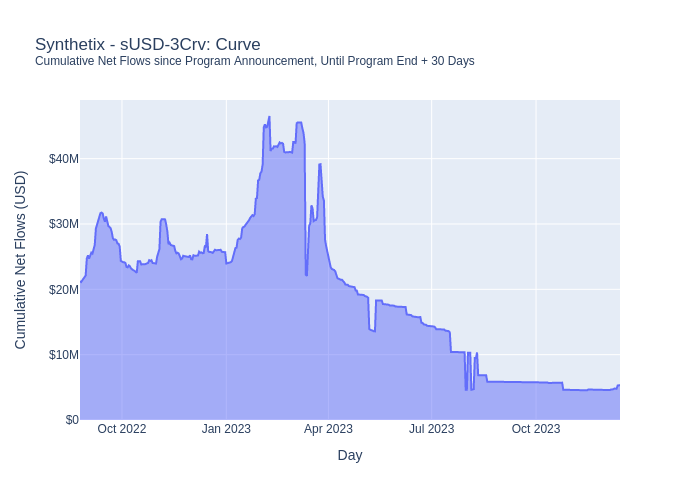 Synthetix - sUSD-3Crv: Curve
Cumulative Net Flows since Program Announcement, Until Program End + 30 Days
Cumulative Net Flows (USD)
$40M
$30M
$20M
$10M
$0
Oct 2022 Jan 2023 Apr 2023 Jul 2023 Oct 2023
Day